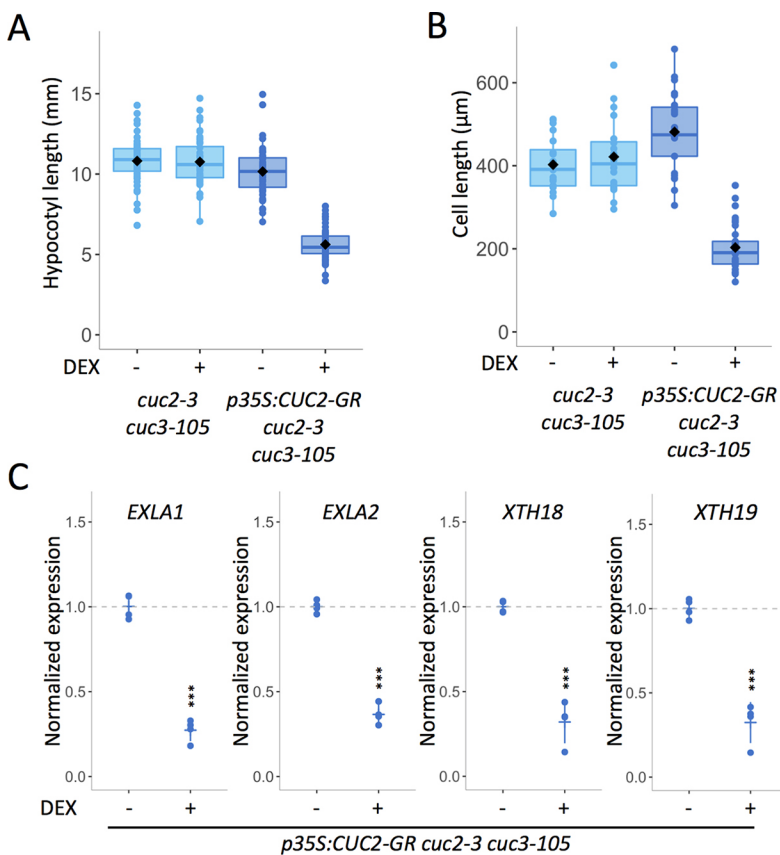 A
Hypocotyl length (mm)
15
10
5
0
DEX - + - +
cuc2-3
cuc3-105
p35S:CUC2-GR
cuc2-3
cuc3-105
B
Cell length (µm)
600
400
200
0
DEX - + - +
cuc2-3
cuc3-105
p35S:CUC2-GR
cuc2-3
cuc3-105
C
EXLA1
Normalized expression
1.5
1.0
0.5
0.0
***
EXLA2
Normalized expression
1.5
1.0
0.5
0.0
***
XTH18
Normalized expression
1.5
1.0
0.5
0.0
***
XTH19
Normalized expression
1.5
1.0
0.5
0.0
***
DEX - + - + - + - +
p35S:CUC2-GR cuc2-3 cuc3-105